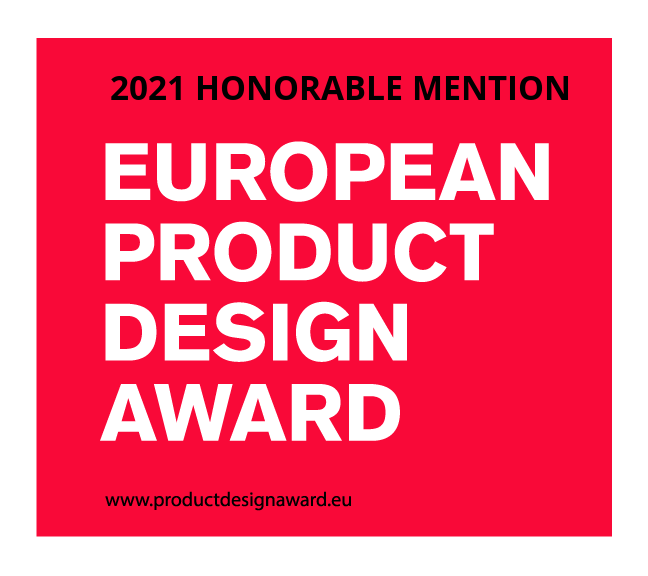 2021 HONORABLE MENTION
EUROPEAN
PRODUCT
DESIGN
AWARD
www.productdesignaward.eu